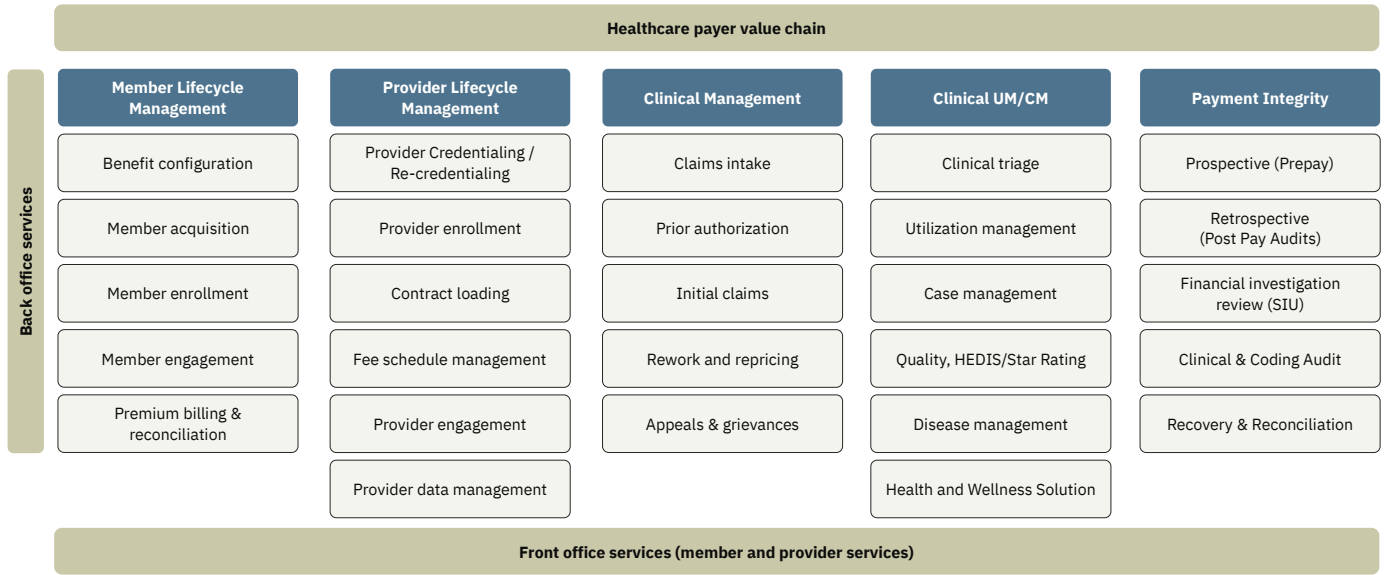 Healthcare payer value chain
Back office services
Member Lifecycle
Management
Benefit configuration
Member acquisition
Member enrollment
Member engagement
Premium billing &
reconciliation
Provider Lifecycle
Management
Provider Credentialing /
Re-credentialing
Provider enrollment
Contract loading
Fee schedule management
Provider engagement
Provider data management
Clinical Management
Claims intake
Prior authorization
Initial claims
Rework and repricing
Appeals & grievances
Clinical UM/CM
Clinical triage
Utilization management
Case management
Quality, HEDIS/Star Rating
Disease management
Health and Wellness Solution
Payment Integrity
Prospective (Prepay)
Retrospective
(Post Pay Audits)
Financial investigation
review (SIU)
Clinical & Coding Audit
Recovery & Reconciliation
Front office services (member and provider services)